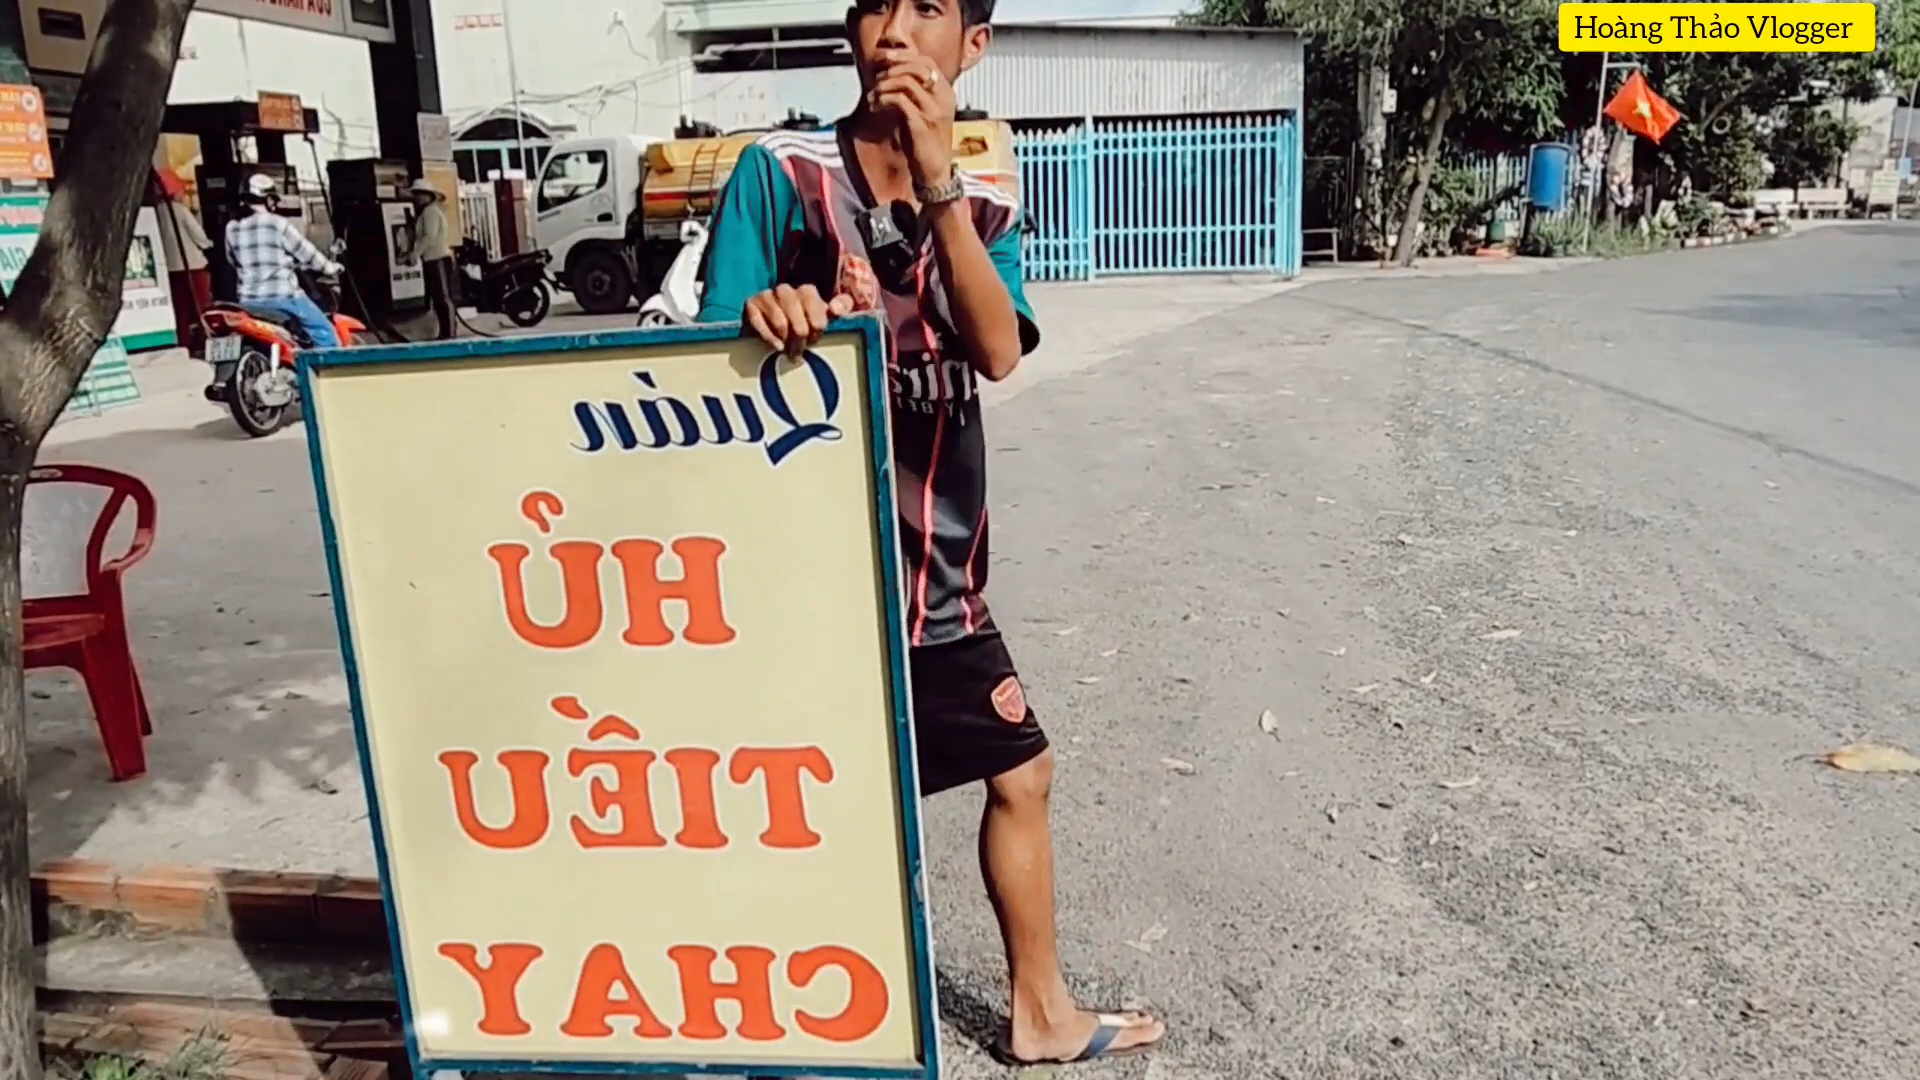 Hoàng Thảo Vlogger
Quán
HỦ
TIẾU
CHAY